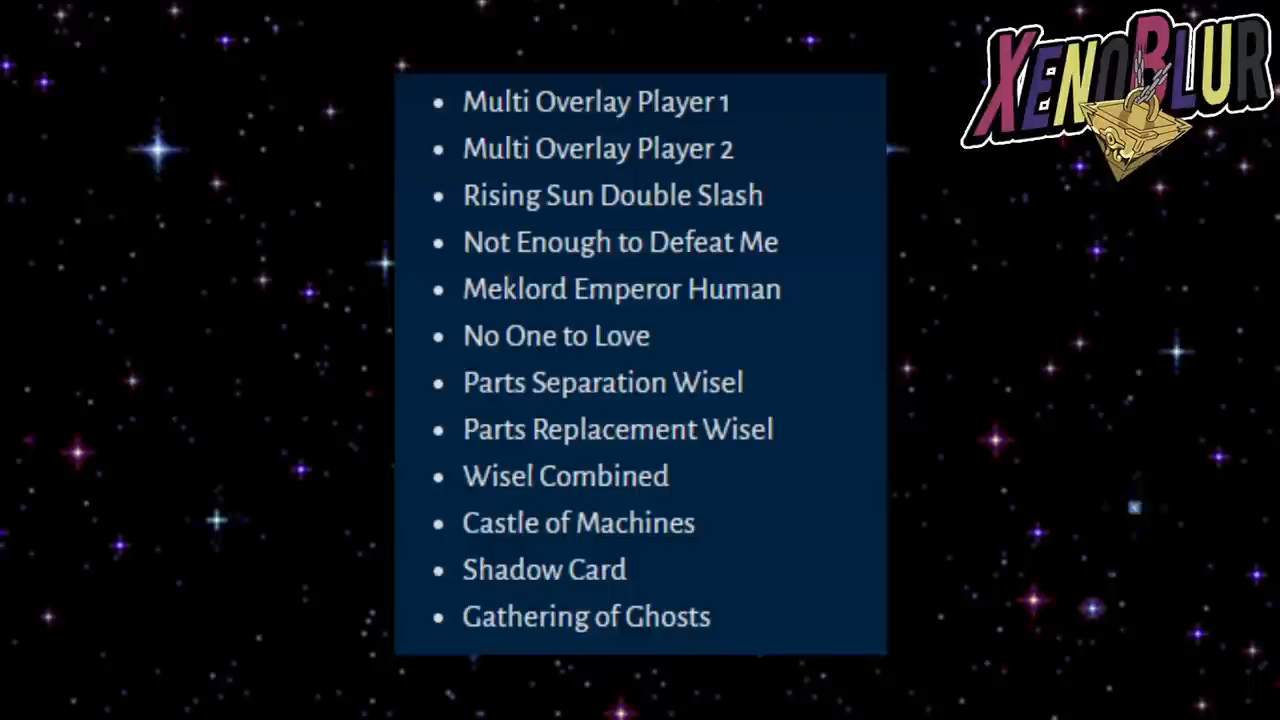 XENOBLUR
• Multi Overlay Player 1
• Multi Overlay Player 2
• Rising Sun Double Slash
• Not Enough to Defeat Me
• Meklord Emperor Human
• No One to Love
• Parts Separation Wisel
• Parts Replacement Wisel
• Wisel Combined
• Castle of Machines
• Shadow Card
• Gathering of Ghosts